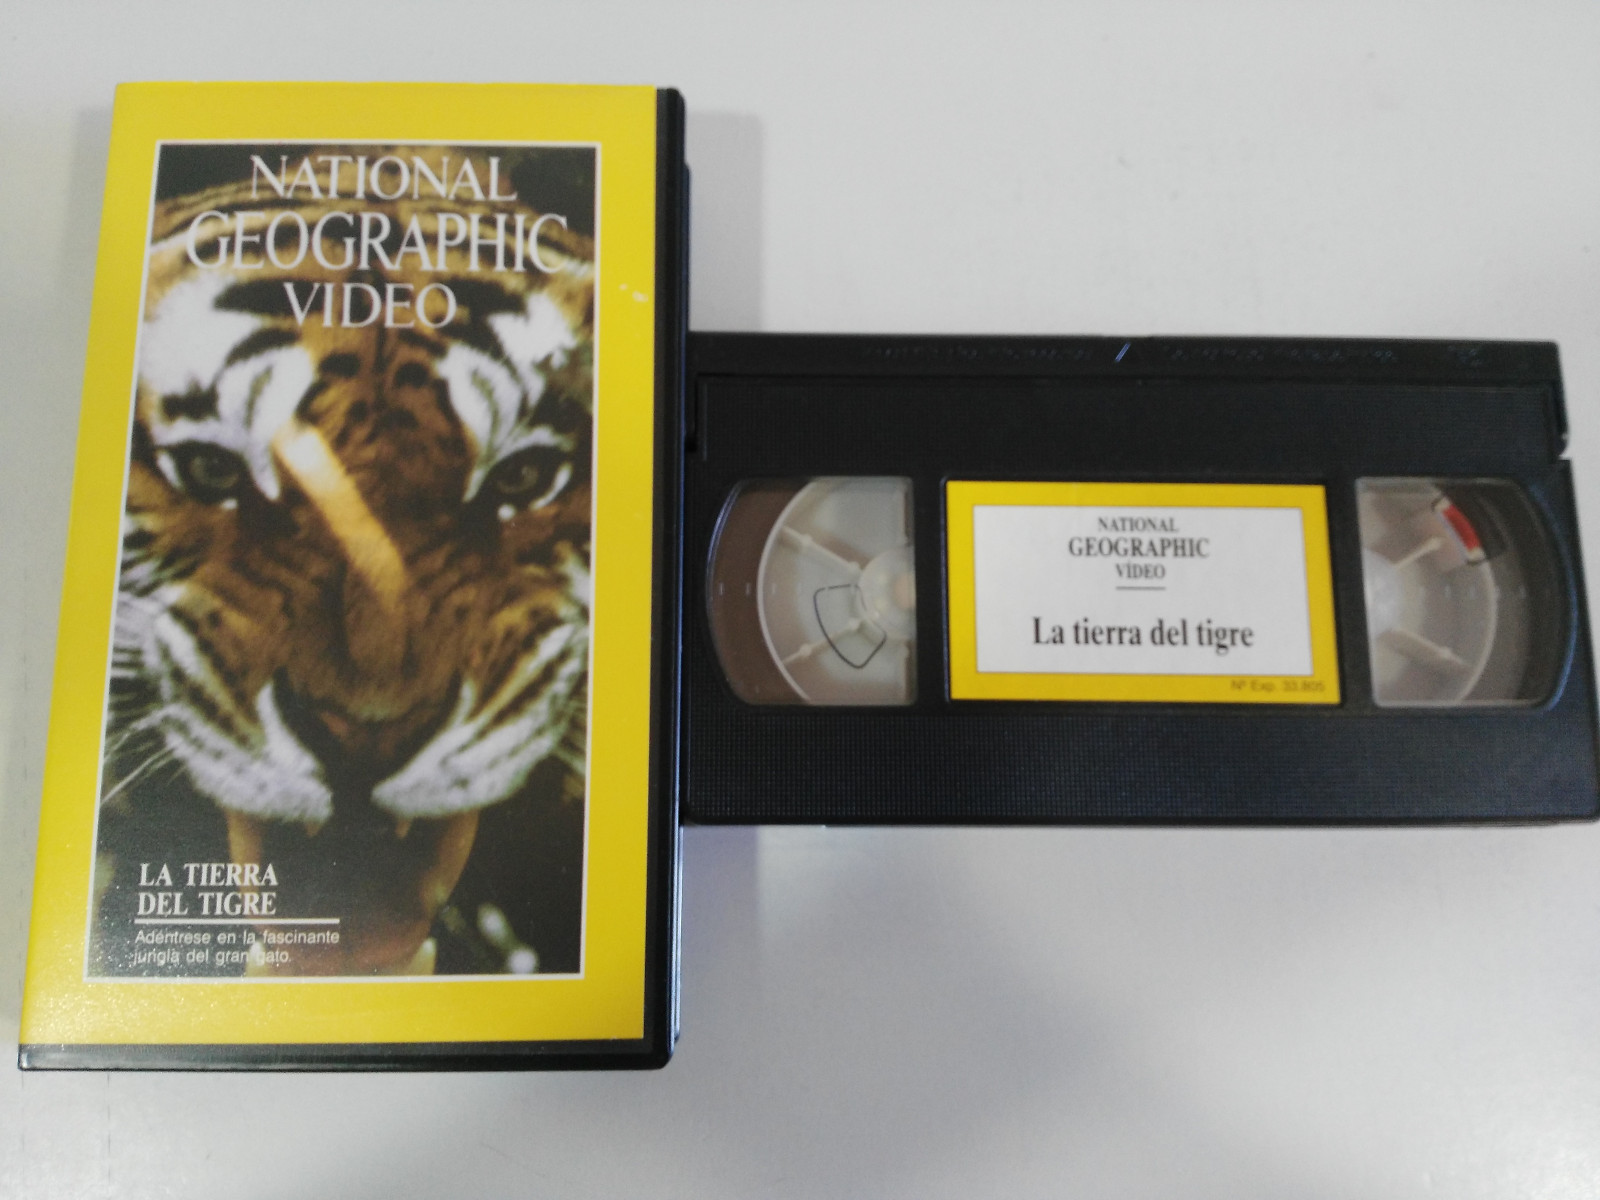 NATIONAL
GEOGRAPHIC
VIDEO
LA TIERRA
DEL TIGRE
Adéntrese en la fascinante
jungla del gran gato.
NATIONAL
GEOGRAPHIC
VÍDEO
La tierra del tigre
Nº Exp. 33.805